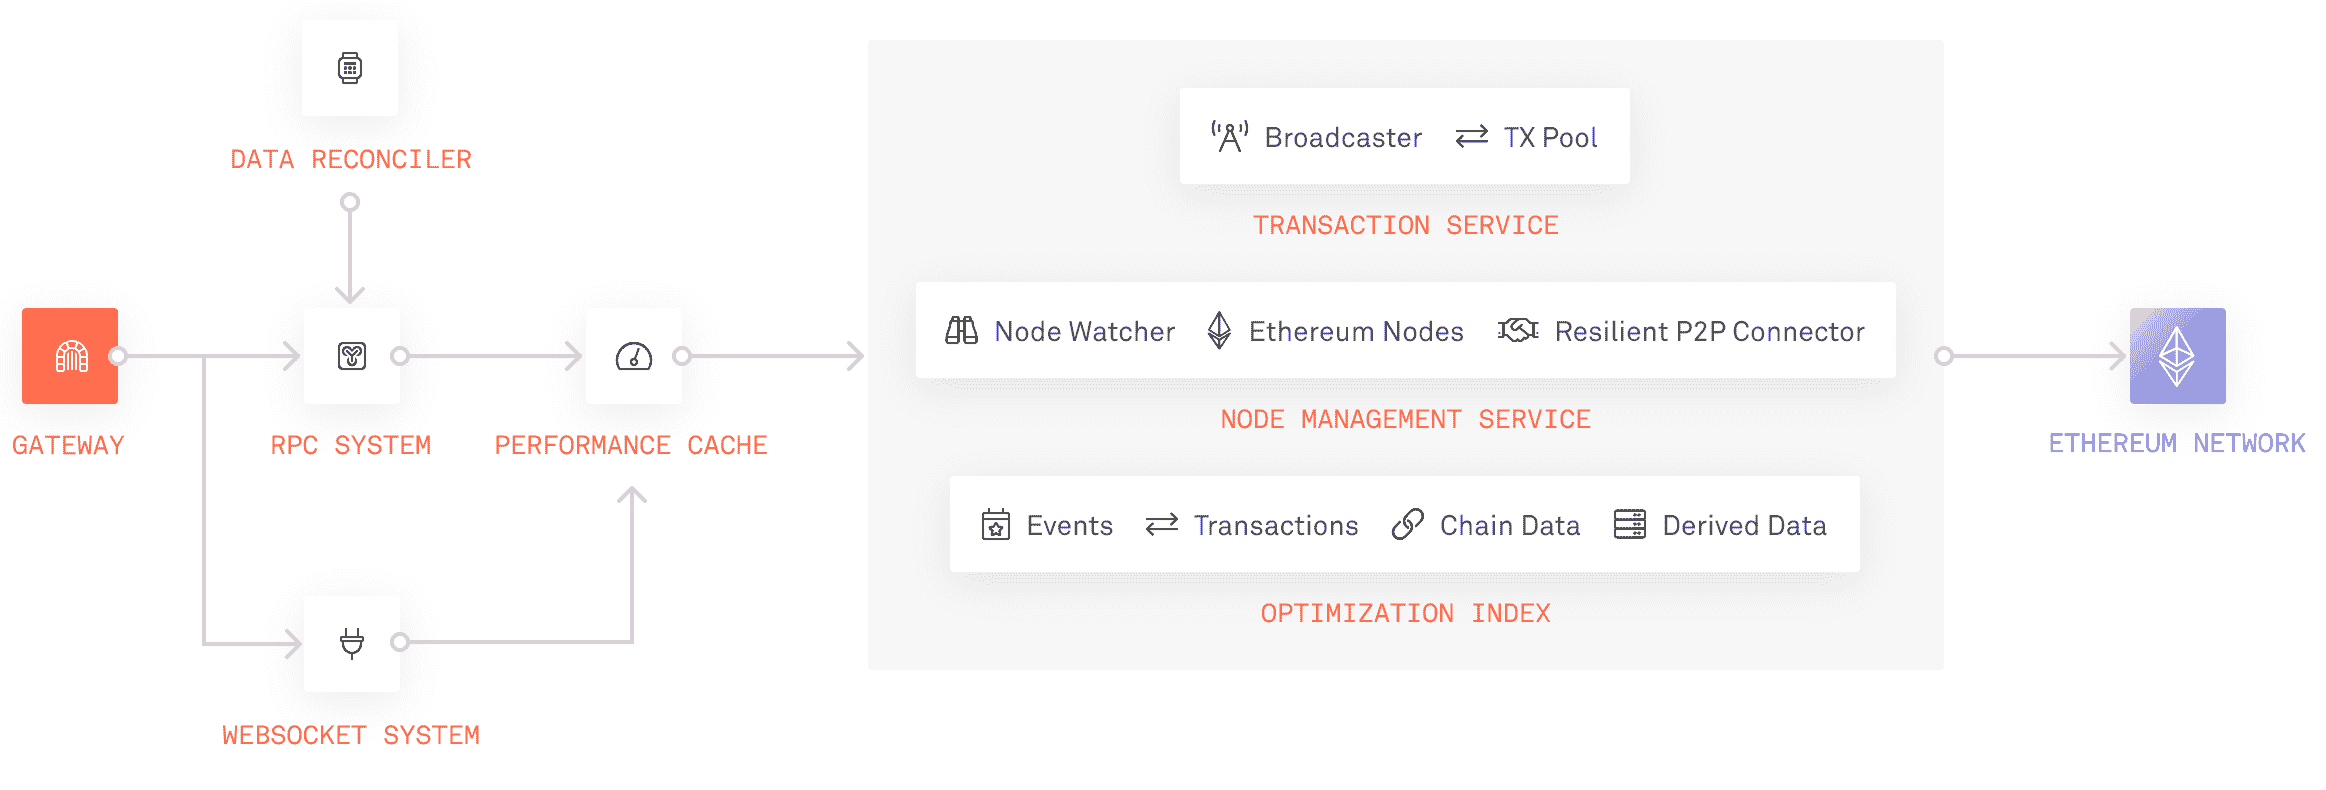 DATA RECONCILER
GATEWAY
RPC SYSTEM
PERFORMANCE CACHE
WEBSOCKET SYSTEM
Broadcaster TX Pool
TRANSACTION SERVICE
Node Watcher Ethereum Nodes Resilient P2P Connector
NODE MANAGEMENT SERVICE
Events Transactions Chain Data Derived Data
OPTIMIZATION INDEX
ETHEREUM NETWORK